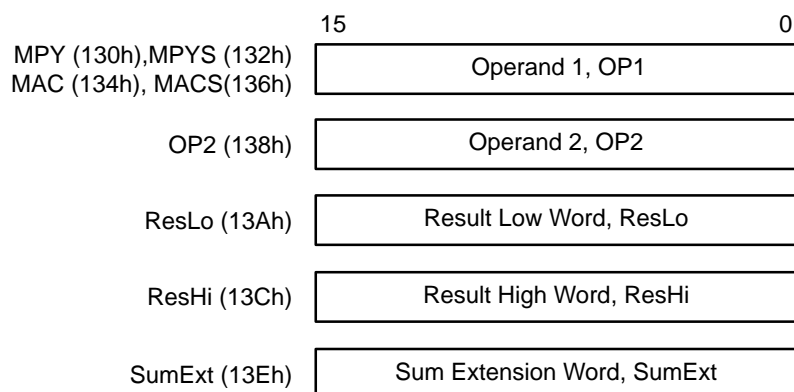 15 0
MPY (130h),MPYS (132h)
MAC (134h), MACS(136h)
Operand 1, OP1
OP2 (138h) Operand 2, OP2
ResLo (13Ah) Result Low Word, ResLo
ResHi (13Ch) Result High Word, ResHi
SumExt (13Eh) Sum Extension Word, SumExt